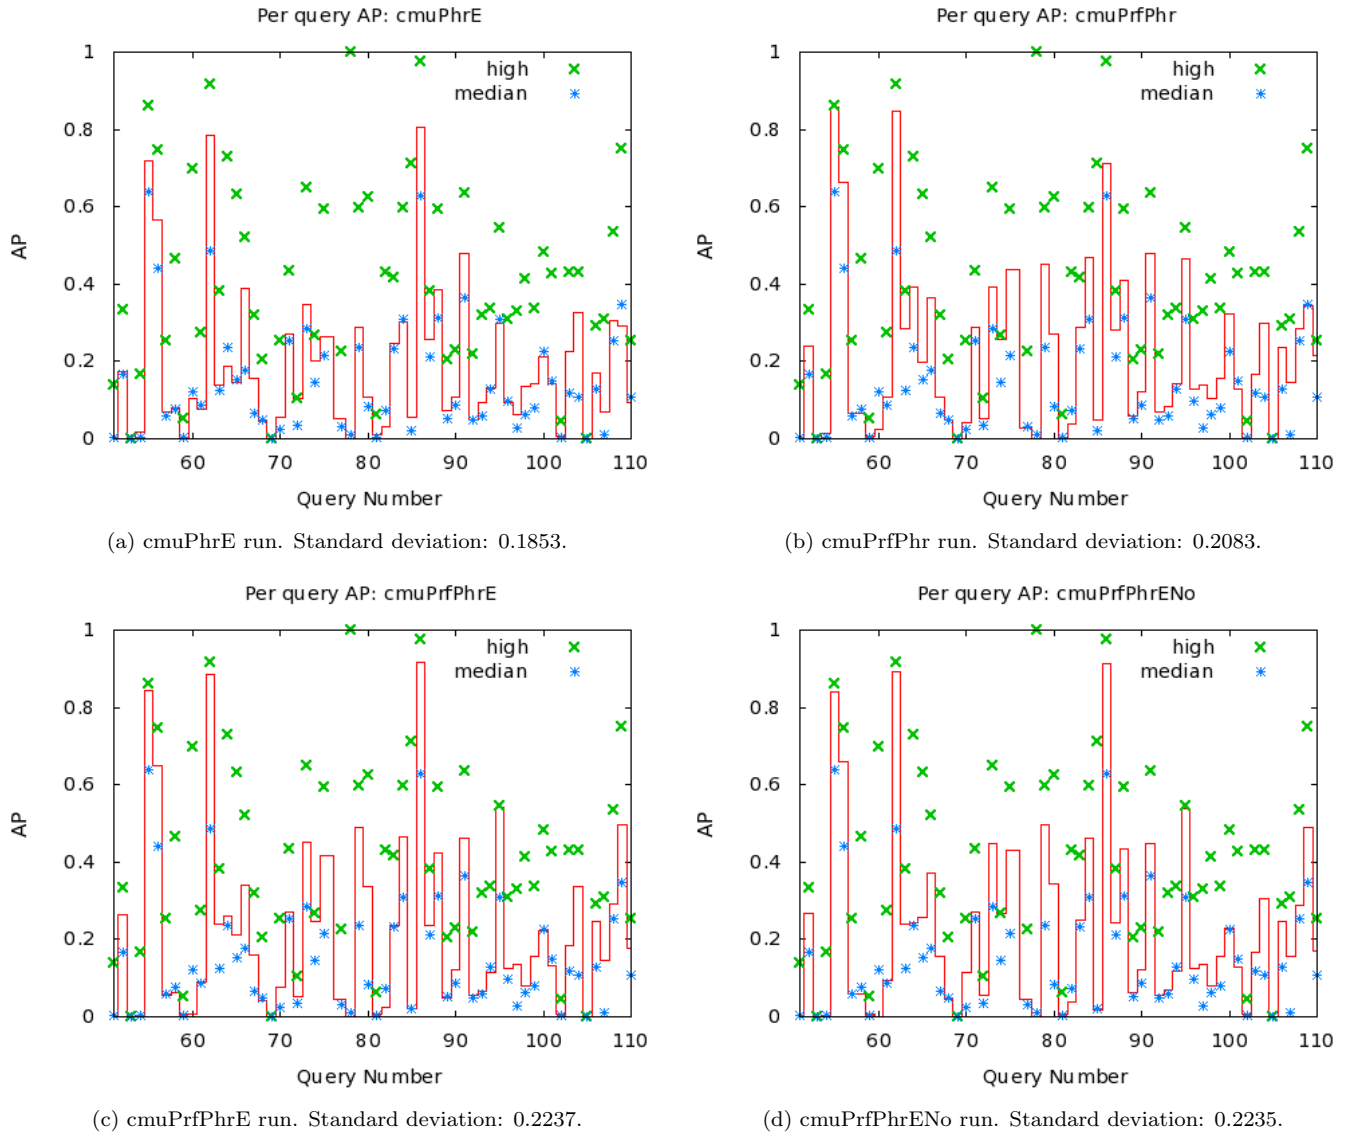 Per query AP: cmuPhrE
1
0.8
0.6
0.4
0.2
0
AP
high
median
60 70 80 90 100 110
Query Number
(a) cmuPhrE run. Standard deviation: 0.1853.
Per query AP: cmuPrfPhr
1
0.8
0.6
0.4
0.2
0
AP
high
median
60 70 80 90 100 110
Query Number
(b) cmuPrfPhr run. Standard deviation: 0.2083.
Per query AP: cmuPrfPhrE
1
0.8
0.6
0.4
0.2
0
AP
high
median
60 70 80 90 100 110
Query Number
(c) cmuPrfPhrE run. Standard deviation: 0.2237.
Per query AP: cmuPrfPhrENo
1
0.8
0.6
0.4
0.2
0
AP
high
median
60 70 80 90 100 110
Query Number
(d) cmuPrfPhrENo run. Standard deviation: 0.2235.